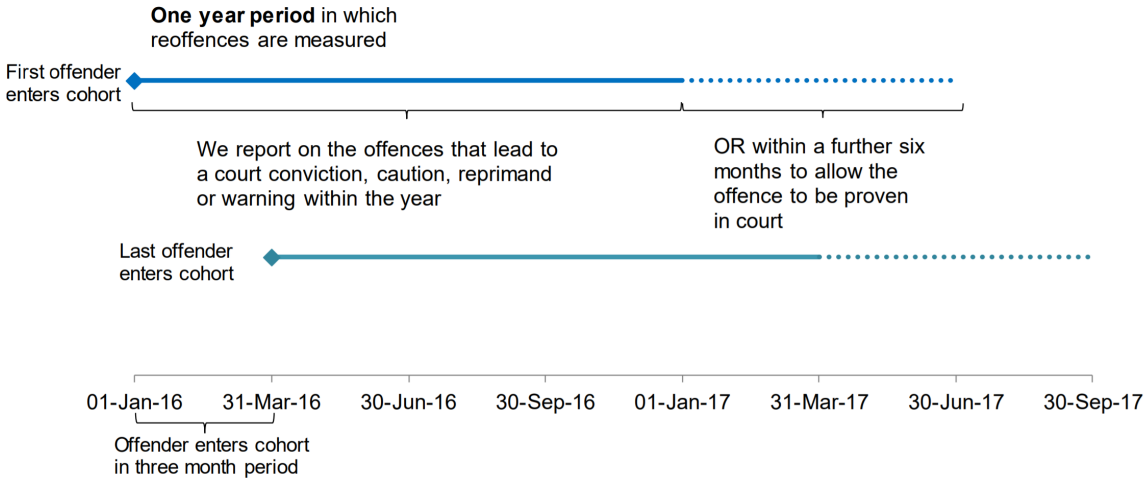 One year period in which
reoffences are measured
First offender
enters cohort
We report on the offences that lead to
a court conviction, caution, reprimand
or warning within the year
OR within a further six
months to allow the
offence to be proven
in court
Last offender
enters cohort
01-Jan-16 31-Mar-16 30-Jun-16 30-Sep-16 01-Jan-17 31-Mar-17 30-Jun-17 30-Sep-17
Offender enters cohort
in three month period